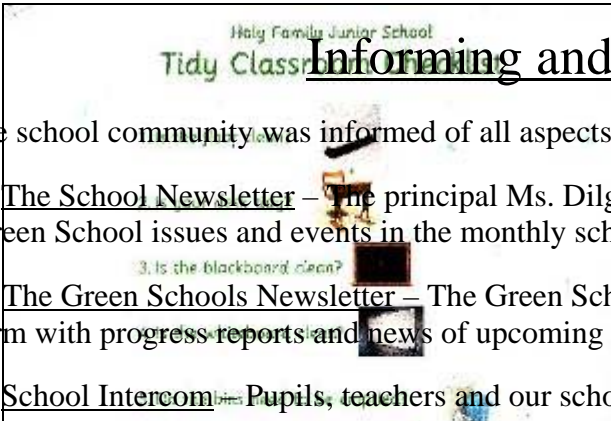 Holy Family Junior School
Tidy Classroom Checklist
Informing and
e school community was informed of all aspects
The School Newsletter – The principal Ms. Dilg
een School issues and events in the monthly sch
3. Is the blackboard clean?
The Green Schools Newsletter – The Green Sch
m with progress reports and news of upcoming
School Intercom – Pupils, teachers and our scho